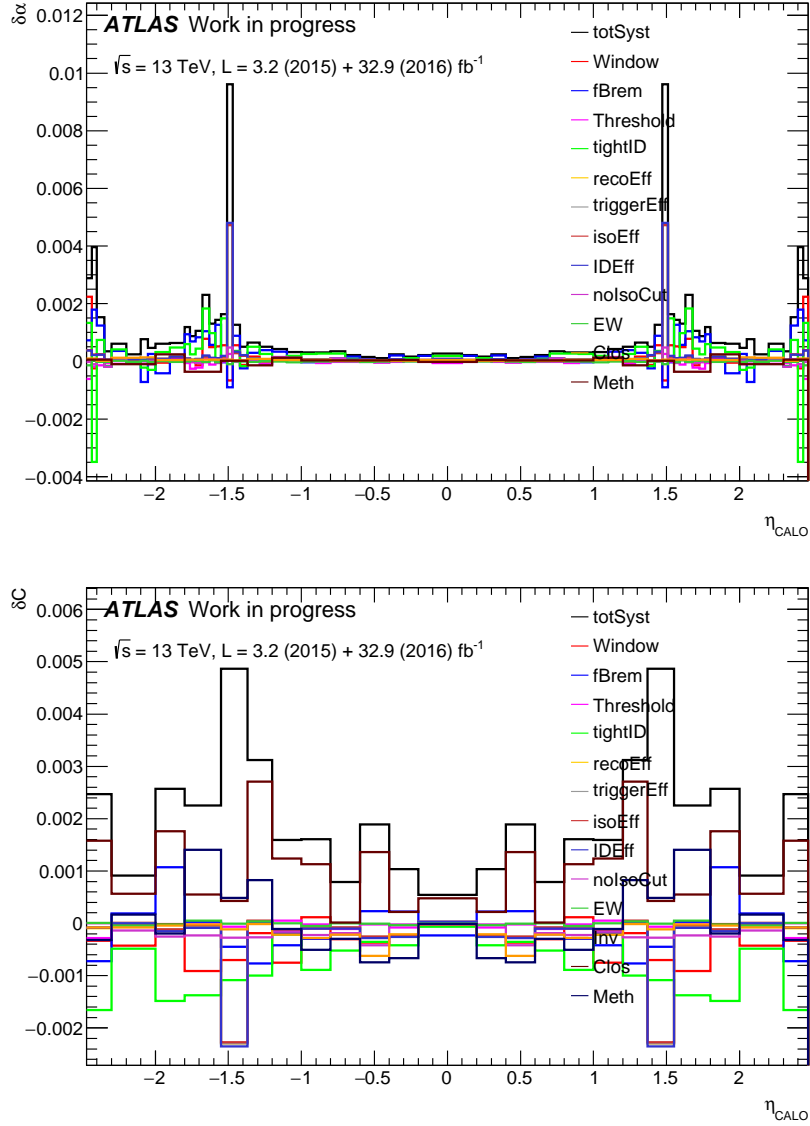 δα
0.012
0.01
0.008
0.006
0.004
0.002
0
−0.002
−0.004
ATLAS Work in progress
√s = 13 TeV, L = 3.2 (2015) + 32.9 (2016) fb⁻¹
totSyst
Window
fBrem
Threshold
tightID
recoEff
triggerEff
isoEff
IDEff
noIsoCut
EW
Clos
Meth
−2 −1.5 −1 −0.5 0 0.5 1 1.5 2
η CALO
δC
0.006
0.005
0.004
0.003
0.002
0.001
0
−0.001
−0.002
ATLAS Work in progress
√s = 13 TeV, L = 3.2 (2015) + 32.9 (2016) fb⁻¹
totSyst
Window
fBrem
Threshold
tightID
recoEff
triggerEff
isoEff
IDEff
noIsoCut
EW
Inv
Clos
Meth
−2 −1.5 −1 −0.5 0 0.5 1 1.5 2
η CALO